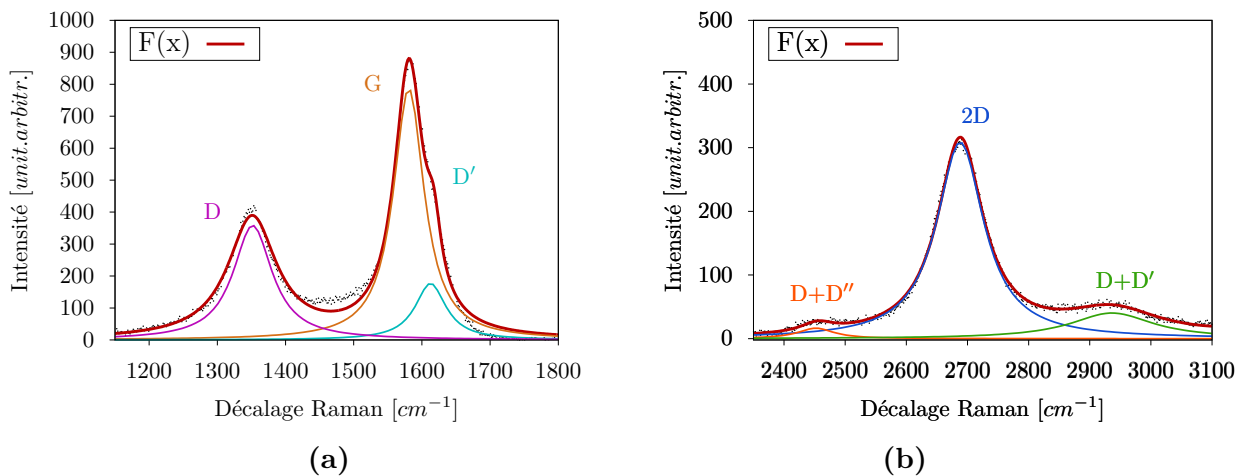 F(x)
G
D′
D
Intensité [unit.arbitr.]
1000
900
800
700
600
500
400
300
200
100
0
1200 1300 1400 1500 1600 1700 1800
Décalage Raman [cm⁻¹]
(a)
F(x)
2D
D+D′′
D+D′
Intensité [unit.arbitr.]
500
400
300
200
100
0
2400 2500 2600 2700 2800 2900 3000 3100
Décalage Raman [cm⁻¹]
(b)